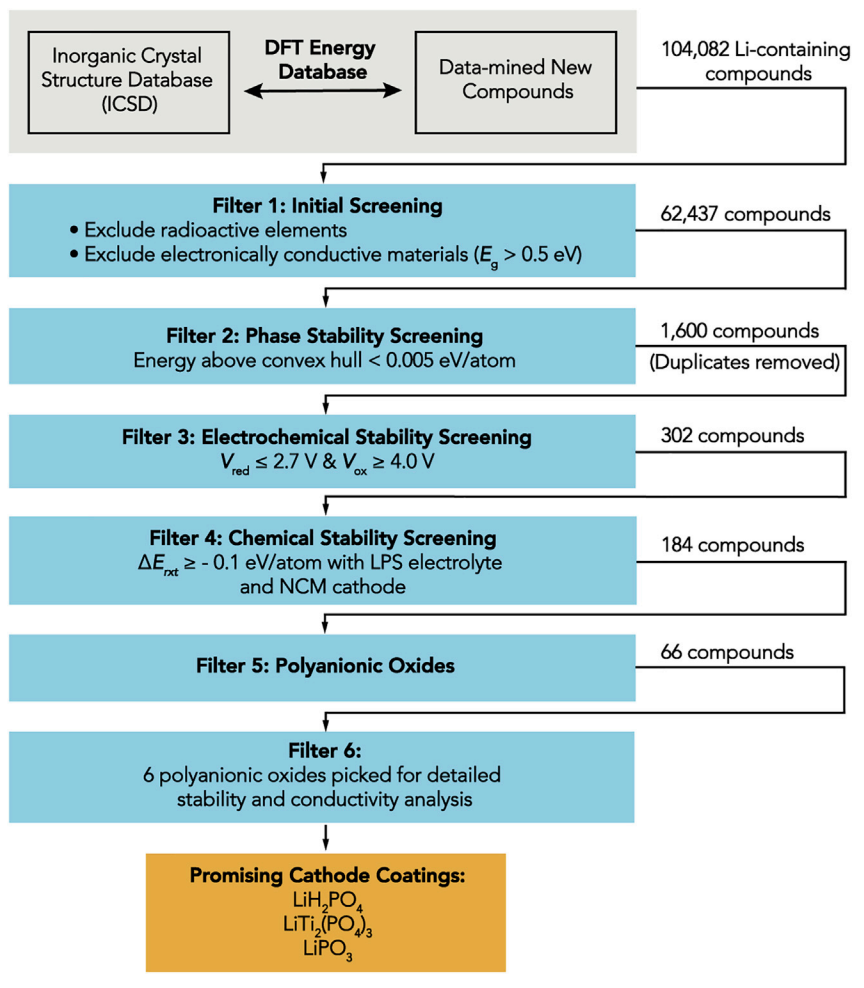 Inorganic Crystal
Structure Database
(ICSD)
DFT Energy
Database
Data-mined New
Compounds
104,082 Li-containing
compounds
Filter 1: Initial Screening
• Exclude radioactive elements
• Exclude electronically conductive materials (E_g > 0.5 eV)
62,437 compounds
Filter 2: Phase Stability Screening
Energy above convex hull < 0.005 eV/atom
1,600 compounds
(Duplicates removed)
Filter 3: Electrochemical Stability Screening
V_red ≤ 2.7 V & V_ox ≥ 4.0 V
302 compounds
Filter 4: Chemical Stability Screening
ΔE_rxt ≥ - 0.1 eV/atom with LPS electrolyte
and NCM cathode
184 compounds
Filter 5: Polyanionic Oxides
66 compounds
Filter 6:
6 polyanionic oxides picked for detailed
stability and conductivity analysis
Promising Cathode Coatings:
LiH₂PO₄
LiTi₂(PO₄)₃
LiPO₃